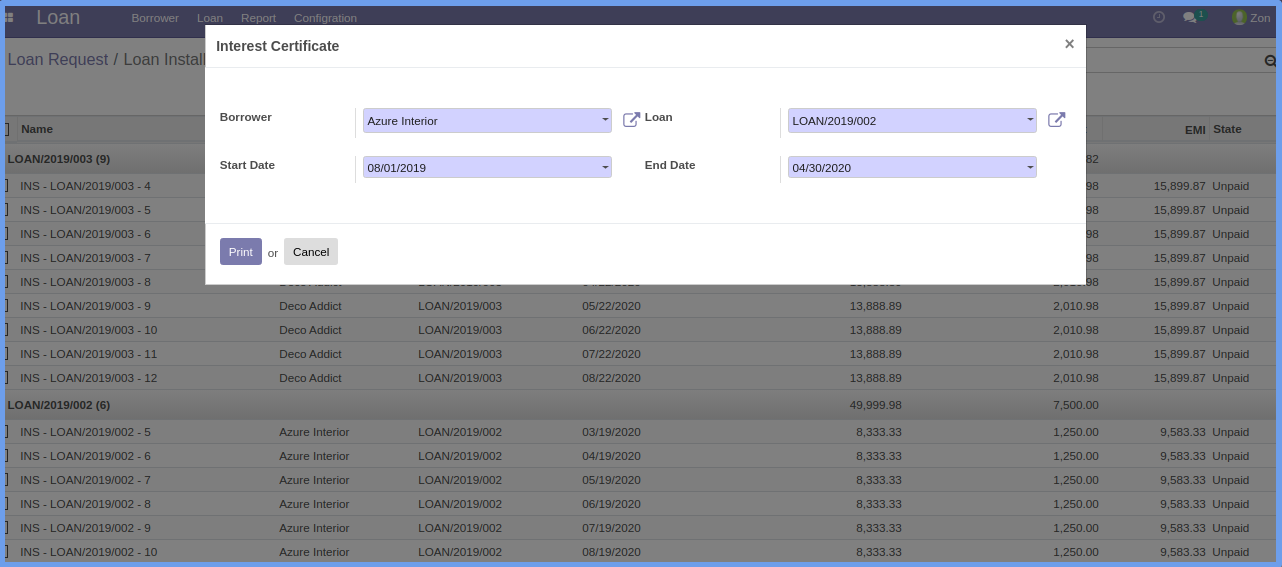 Loan Borrower Loan Report Configration 1 Zon
Interest Certificate ×
Loan Request / Loan Install
Borrower Azure Interior Loan LOAN/2019/002
Name EMI State
LOAN/2019/003 (9) 82
Start Date 08/01/2019 End Date 04/30/2020
INS - LOAN/2019/003 - 4 98 15,899.87 Unpaid
INS - LOAN/2019/003 - 5 98 15,899.87 Unpaid
INS - LOAN/2019/003 - 6 98 15,899.87 Unpaid
Print or Cancel
INS - LOAN/2019/003 - 7 98 15,899.87 Unpaid
INS - LOAN/2019/003 - 8 15,899.87 Unpaid
INS - LOAN/2019/003 - 9 Deco Addict LOAN/2019/003 05/22/2020 13,888.89 2,010.98 15,899.87 Unpaid
INS - LOAN/2019/003 - 10 Deco Addict LOAN/2019/003 06/22/2020 13,888.89 2,010.98 15,899.87 Unpaid
INS - LOAN/2019/003 - 11 Deco Addict LOAN/2019/003 07/22/2020 13,888.89 2,010.98 15,899.87 Unpaid
INS - LOAN/2019/003 - 12 Deco Addict LOAN/2019/003 08/22/2020 13,888.89 2,010.98 15,899.87 Unpaid
LOAN/2019/002 (6) 49,999.98 7,500.00
INS - LOAN/2019/002 - 5 Azure Interior LOAN/2019/002 03/19/2020 8,333.33 1,250.00 9,583.33 Unpaid
INS - LOAN/2019/002 - 6 Azure Interior LOAN/2019/002 04/19/2020 8,333.33 1,250.00 9,583.33 Unpaid
INS - LOAN/2019/002 - 7 Azure Interior LOAN/2019/002 05/19/2020 8,333.33 1,250.00 9,583.33 Unpaid
INS - LOAN/2019/002 - 8 Azure Interior LOAN/2019/002 06/19/2020 8,333.33 1,250.00 9,583.33 Unpaid
INS - LOAN/2019/002 - 9 Azure Interior LOAN/2019/002 07/19/2020 8,333.33 1,250.00 9,583.33 Unpaid
INS - LOAN/2019/002 - 10 Azure Interior LOAN/2019/002 08/19/2020 8,333.33 1,250.00 9,583.33 Unpaid